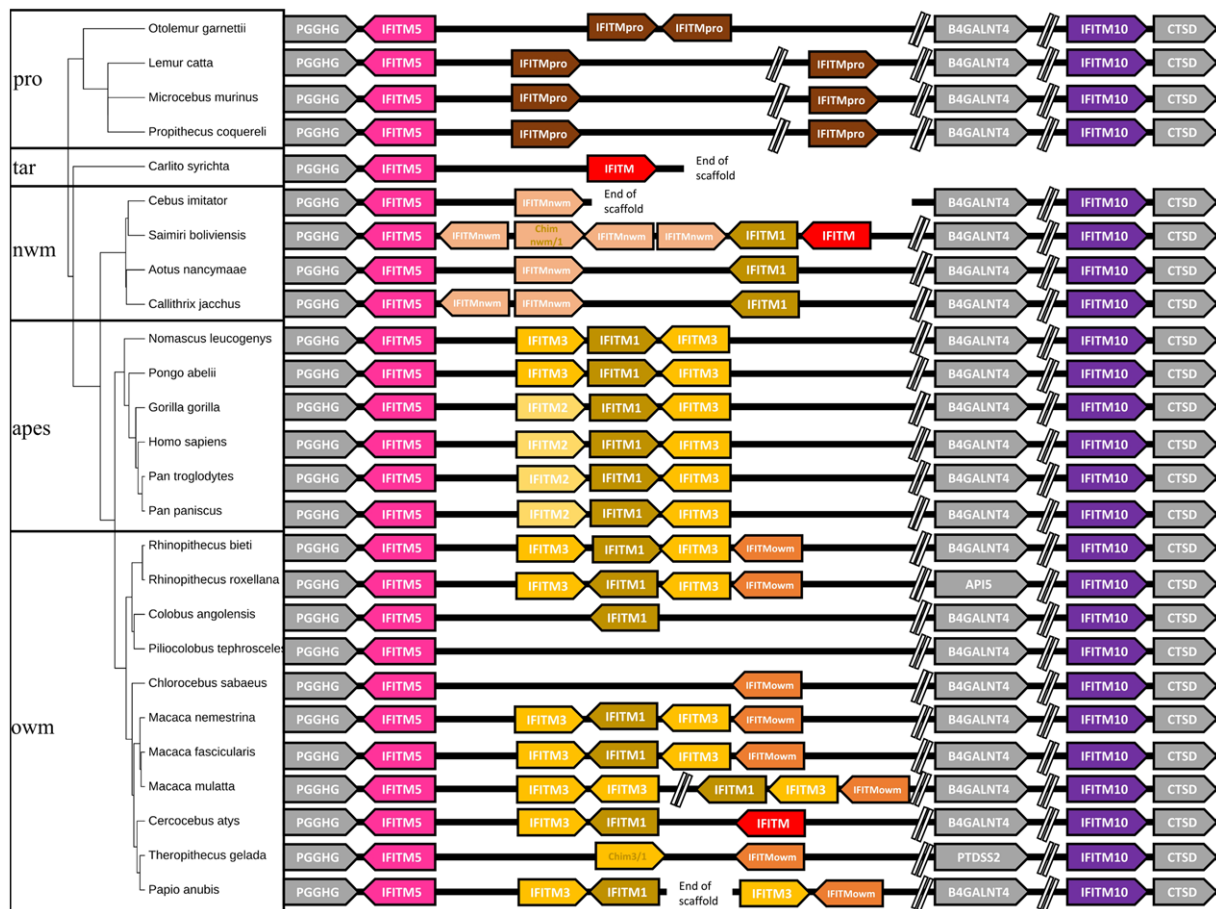 pro
Otolemur garnettii PGGHG IFITM5 IFITMpro IFITMpro B4GALNT4 IFITM10 CTSD
Lemur catta PGGHG IFITM5 IFITMpro IFITMpro B4GALNT4 IFITM10 CTSD
Microcebus murinus PGGHG IFITM5 IFITMpro IFITMpro B4GALNT4 IFITM10 CTSD
Propithecus coquereli PGGHG IFITM5 IFITMpro IFITMpro B4GALNT4 IFITM10 CTSD
tar
Carlito syrichta PGGHG IFITM5 IFITM End of scaffold
nwm
Cebus imitator PGGHG IFITM5 IFITMnwm End of scaffold B4GALNT4 IFITM10 CTSD
Saimiri boliviensis PGGHG IFITM5 IFITMnwm Chim nwm/1 IFITMnwm IFITMnwm IFITM1 IFITM B4GALNT4 IFITM10 CTSD
Aotus nancymaae PGGHG IFITM5 IFITMnwm IFITM1 B4GALNT4 IFITM10 CTSD
Callithrix jacchus PGGHG IFITM5 IFITMnwm IFITMnwm IFITM1 B4GALNT4 IFITM10 CTSD
apes
Nomascus leucogenys PGGHG IFITM5 IFITM3 IFITM1 IFITM3 B4GALNT4 IFITM10 CTSD
Pongo abelii PGGHG IFITM5 IFITM3 IFITM1 IFITM3 B4GALNT4 IFITM10 CTSD
Gorilla gorilla PGGHG IFITM5 IFITM2 IFITM1 IFITM3 B4GALNT4 IFITM10 CTSD
Homo sapiens PGGHG IFITM5 IFITM2 IFITM1 IFITM3 B4GALNT4 IFITM10 CTSD
Pan troglodytes PGGHG IFITM5 IFITM2 IFITM1 IFITM3 B4GALNT4 IFITM10 CTSD
Pan paniscus PGGHG IFITM5 IFITM2 IFITM1 IFITM3 B4GALNT4 IFITM10 CTSD
owm
Rhinopithecus bieti PGGHG IFITM5 IFITM3 IFITM1 IFITM3 IFITMowm B4GALNT4 IFITM10 CTSD
Rhinopithecus roxellana PGGHG IFITM5 IFITM3 IFITM1 IFITM3 IFITMowm API5 IFITM10 CTSD
Colobus angolensis PGGHG IFITM5 IFITM1 B4GALNT4 IFITM10 CTSD
Piliocolobus tephrosceles PGGHG IFITM5 B4GALNT4 IFITM10 CTSD
Chlorocebus sabaeus PGGHG IFITM5 IFITMowm B4GALNT4 IFITM10 CTSD
Macaca nemestrina PGGHG IFITM5 IFITM3 IFITM1 IFITM3 IFITMowm B4GALNT4 IFITM10 CTSD
Macaca fascicularis PGGHG IFITM5 IFITM3 IFITM1 IFITM3 IFITMowm B4GALNT4 IFITM10 CTSD
Macaca mulatta PGGHG IFITM5 IFITM3 IFITM3 IFITM1 IFITM3 IFITMowm B4GALNT4 IFITM10 CTSD
Cercocebus atys PGGHG IFITM5 IFITM3 IFITM1 IFITM B4GALNT4 IFITM10 CTSD
Theropithecus gelada PGGHG IFITM5 Chim3/1 IFITMowm PTDSS2 IFITM10 CTSD
Papio anubis PGGHG IFITM5 IFITM3 IFITM1 End of scaffold IFITM3 IFITMowm B4GALNT4 IFITM10 CTSD